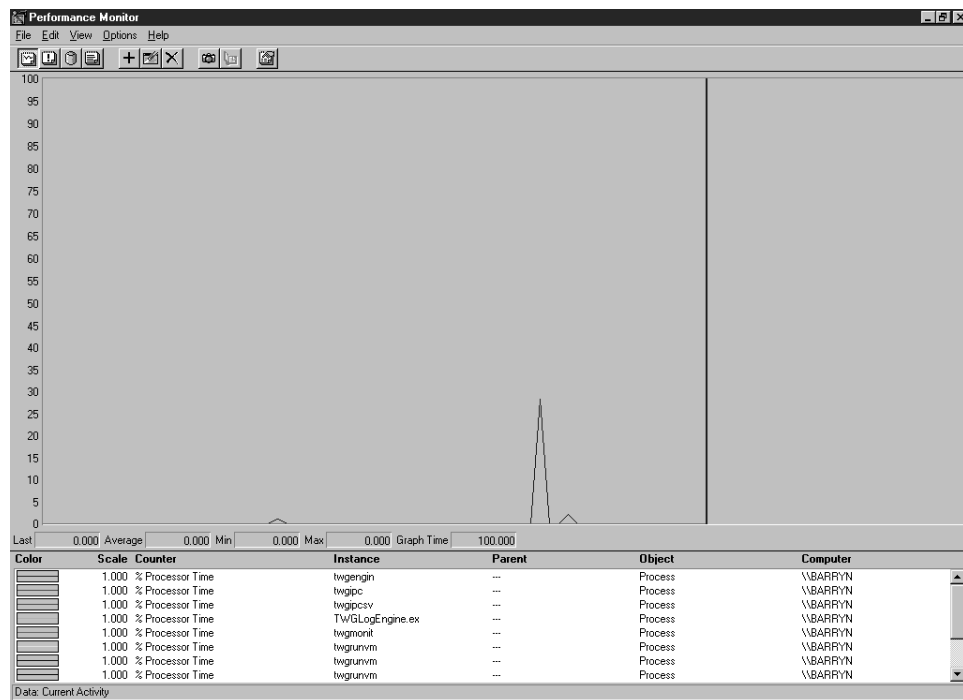 Performance Monitor
File Edit View Options Help
100
95
90
85
80
75
70
65
60
55
50
45
40
35
30
25
20
15
10
5
0
Last 0.000 Average 0.000 Min 0.000 Max 0.000 Graph Time 100.000
Color Scale Counter Instance Parent Object Computer
1.000 % Processor Time twgengin --- Process \\BARRYN
1.000 % Processor Time twgipc --- Process \\BARRYN
1.000 % Processor Time twgipcsv --- Process \\BARRYN
1.000 % Processor Time TWGLogEngine.ex --- Process \\BARRYN
1.000 % Processor Time twgmonit --- Process \\BARRYN
1.000 % Processor Time twgrunvm --- Process \\BARRYN
1.000 % Processor Time twgrunvm --- Process \\BARRYN
1.000 % Processor Time twgrunvm --- Process \\BARRYN
Data: Current Activity